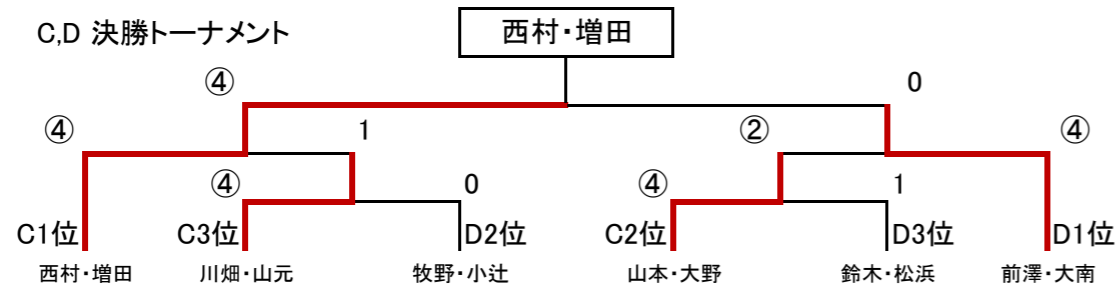 C,D 決勝トーナメント
西村・増田
④ 0
④ 1 ② ④
④ 0 ④ 1
C1位 C3位 D2位 C2位 D3位 D1位
西村・増田 川畑・山元 牧野・小辻 山本・大野 鈴木・松浜 前澤・大南